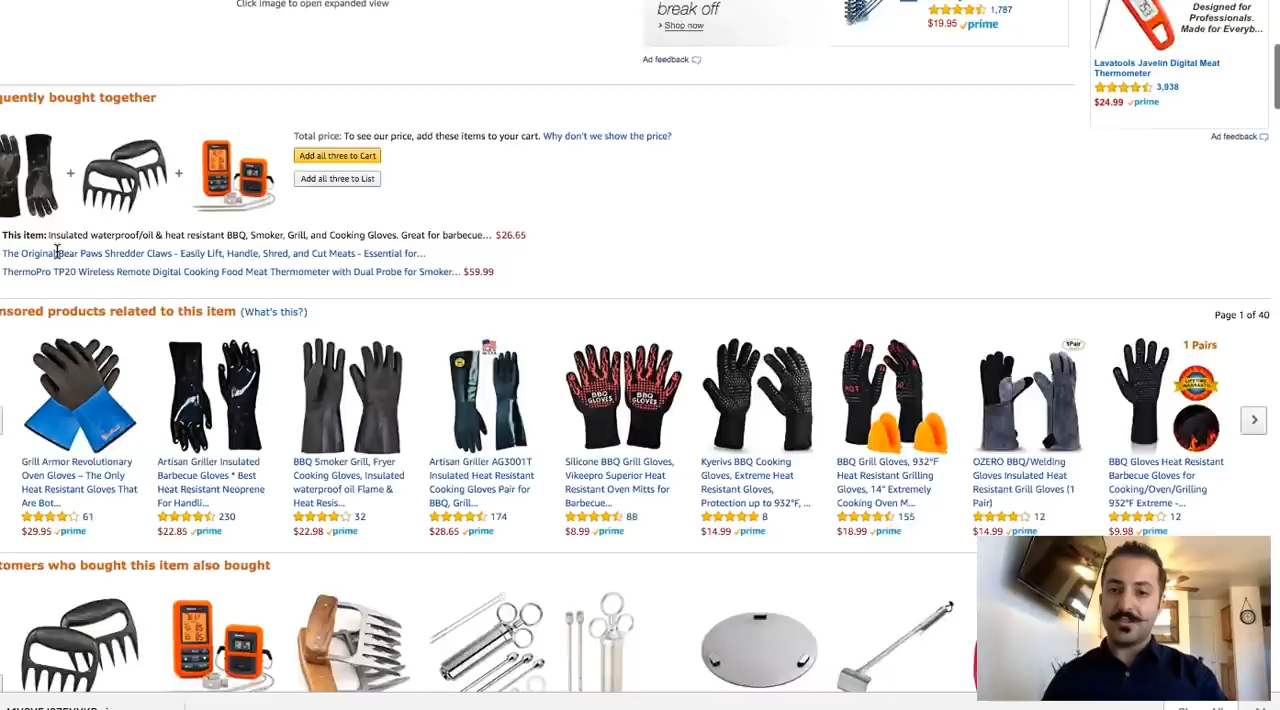 Click image to open expanded view
break off
› Shop now
1,787
$19.95 prime
Ad feedback
Designed for
Professionals.
Made for Everyb...
Lavatools Javelin Digital Meat
Thermometer
3,938
$24.99 prime
Ad feedback
quently bought together
Total price: To see our price, add these items to your cart. Why don't we show the price?
Add all three to Cart
Add all three to List
This item: Insulated waterproof/oil & heat resistant BBQ, Smoker, Grill, and Cooking Gloves. Great for barbecue... $26.65
The Original Bear Paws Shredder Claws - Easily Lift, Handle, Shred, and Cut Meats - Essential for...
ThermoPro TP20 Wireless Remote Digital Cooking Food Meat Thermometer with Dual Probe for Smoker... $59.99
nsored products related to this item (What's this?)
Page 1 of 40
Grill Armor Revolutionary
Oven Gloves – The Only
Heat Resistant Gloves That
Are Bot...
61
$29.95 prime
Artisan Griller Insulated
Barbecue Gloves * Best
Heat Resistant Neoprene
For Handli...
230
$22.85 prime
BBQ Smoker Grill, Fryer
Cooking Gloves, Insulated
waterproof oil Flame &
Heat Resis...
32
$22.98 prime
Artisan Griller AG3001T
Insulated Heat Resistant
Cooking Gloves Pair for
BBQ, Grill...
174
$28.65 prime
BBQ GLOVES
BBQ GLOVES
Silicone BBQ Grill Gloves,
Vikeepro Superior Heat
Resistant Oven Mitts for
Barbecue...
88
$8.99 prime
Kyerivs BBQ Cooking
Gloves, Extreme Heat
Resistant Gloves,
Protection up to 932°F, ...
8
$14.99 prime
HOT
BBQ Grill Gloves, 932°F
Heat Resistant Grilling
Gloves, 14" Extremely
Cooking Oven M...
155
$18.99 prime
1Pair
OZERO BBQ/Welding
Gloves Insulated Heat
Resistant Grill Gloves (1
Pair)
12
$14.99 prime
1 Pairs
LIFETIME
WARRANTY
BBQ Gloves Heat Resistant
Barbecue Gloves for
Cooking/Oven/Grilling
932°F Extreme -...
12
$9.98 prime
tomers who bought this item also bought